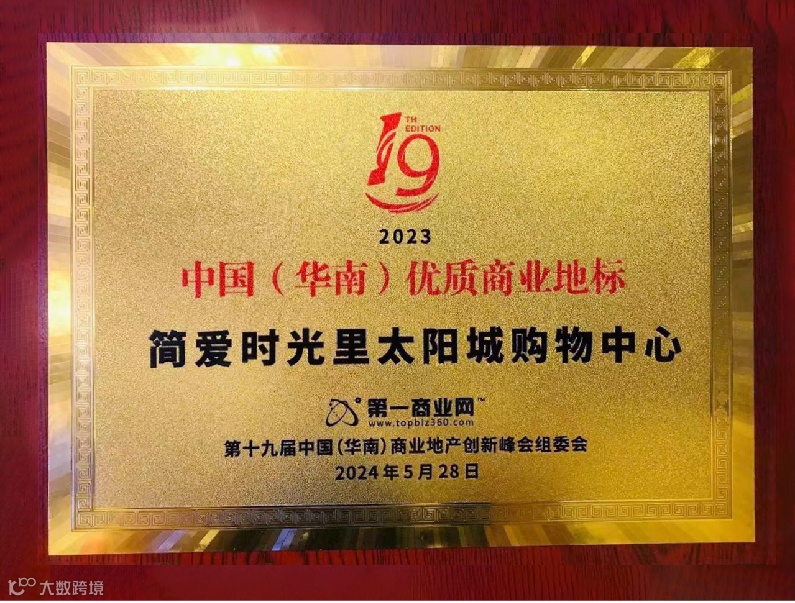 19
TH
EDITION
2023
中国（华南）优质商业地标
简爱时光里太阳城购物中心
第一商业网™
www.topbiz360.com
第十九届中国(华南)商业地产创新峰会组委会
2024年5月28日
大数跨境